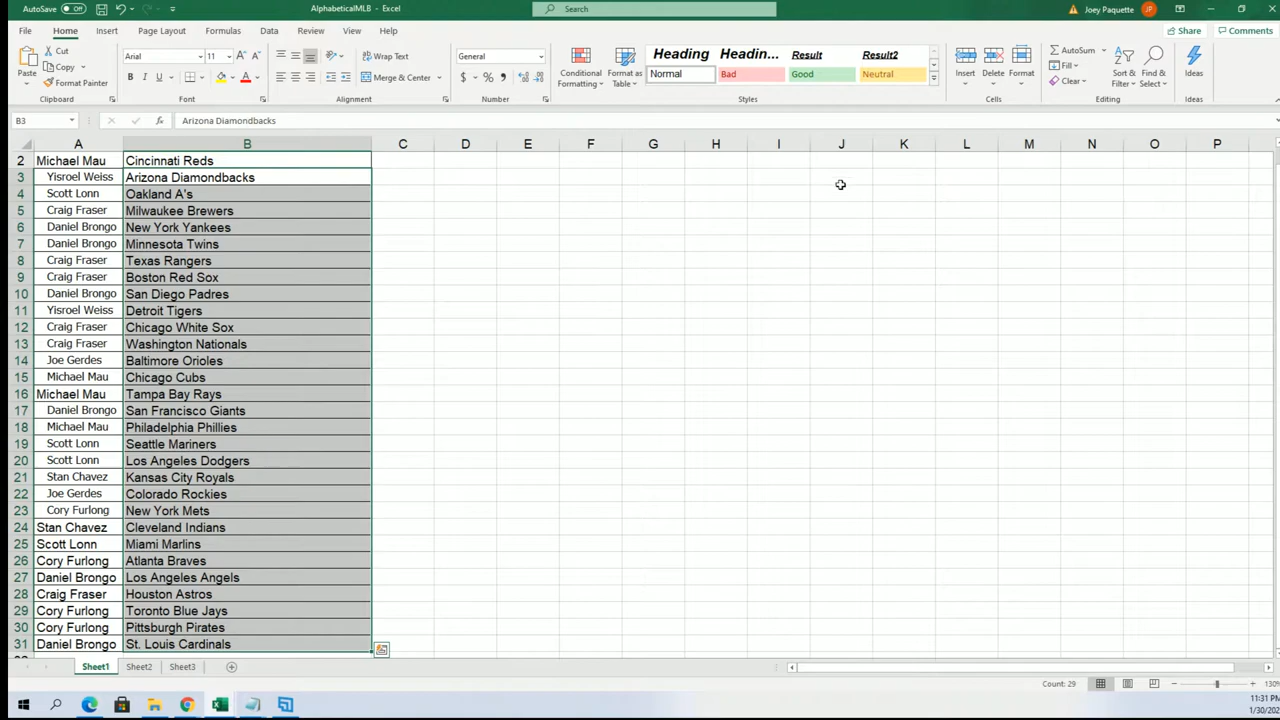 AutoSave Off AlphabeticalMLB - Excel Search Joey Paquette JP
File Home Insert Page Layout Formulas Data Review View Help Share Comments
Paste Cut Copy Format Painter Clipboard
Arial 11 B I U A Font
Wrap Text Merge & Center Alignment
General $ % Number
Conditional Formatting Format as Table
Heading Headin... Result Result2
Normal Bad Good Neutral
Styles
Insert Delete Format Cells
AutoSum Fill Clear Sort & Filter Find & Select Editing
Ideas Ideas
B3 fx Arizona Diamondbacks
A B C D E F G H I J K L M N O P
2 Michael Mau Cincinnati Reds
3 Yisroel Weiss Arizona Diamondbacks
4 Scott Lonn Oakland A's
5 Craig Fraser Milwaukee Brewers
6 Daniel Brongo New York Yankees
7 Daniel Brongo Minnesota Twins
8 Craig Fraser Texas Rangers
9 Craig Fraser Boston Red Sox
10 Daniel Brongo San Diego Padres
11 Yisroel Weiss Detroit Tigers
12 Craig Fraser Chicago White Sox
13 Craig Fraser Washington Nationals
14 Joe Gerdes Baltimore Orioles
15 Michael Mau Chicago Cubs
16 Michael Mau Tampa Bay Rays
17 Daniel Brongo San Francisco Giants
18 Michael Mau Philadelphia Phillies
19 Scott Lonn Seattle Mariners
20 Scott Lonn Los Angeles Dodgers
21 Stan Chavez Kansas City Royals
22 Joe Gerdes Colorado Rockies
23 Cory Furlong New York Mets
24 Stan Chavez Cleveland Indians
25 Scott Lonn Miami Marlins
26 Cory Furlong Atlanta Braves
27 Daniel Brongo Los Angeles Angels
28 Craig Fraser Houston Astros
29 Cory Furlong Toronto Blue Jays
30 Cory Furlong Pittsburgh Pirates
31 Daniel Brongo St. Louis Cardinals
Sheet1 Sheet2 Sheet3
Count: 29 130%
11:31 PM